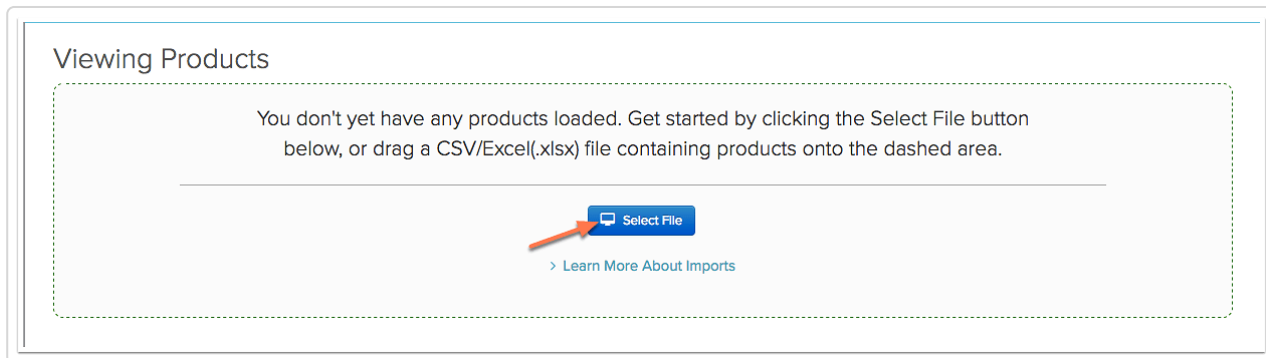 Viewing Products
You don't yet have any products loaded. Get started by clicking the Select File button
below, or drag a CSV/Excel(.xlsx) file containing products onto the dashed area.
Select File
> Learn More About Imports